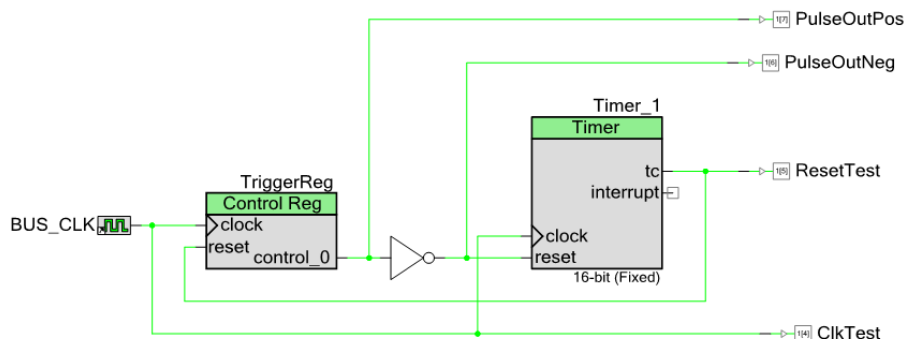 1[7] PulseOutPos
1[6] PulseOutNeg
Timer_1
Timer
tc
1[5] ResetTest
interrupt
TriggerReg
Control Reg
BUS_CLK
clock
reset
control_0
clock
reset
16-bit (Fixed)
1[4] ClkTest